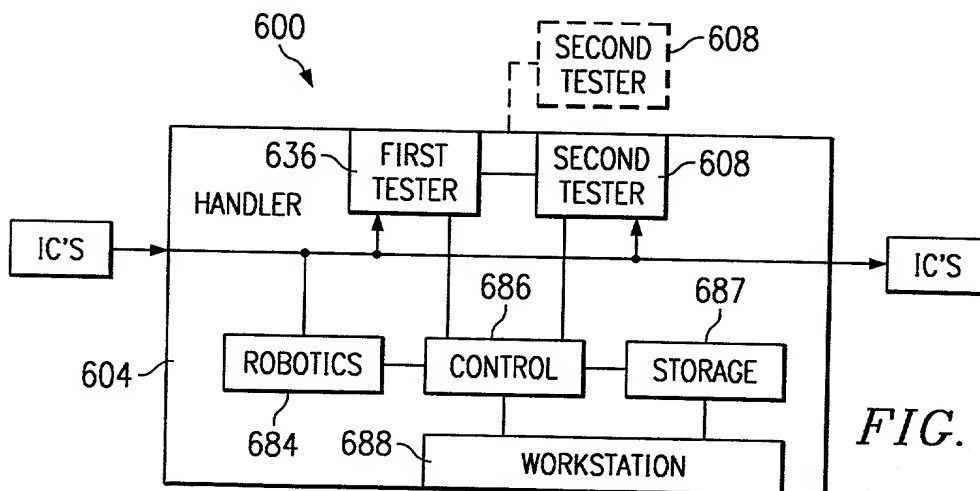 600
SECOND
TESTER
608
636
FIRST
TESTER
SECOND
TESTER
608
HANDLER
IC'S
IC'S
686
687
604
ROBOTICS
CONTROL
STORAGE
684
688
WORKSTATION
FIG.